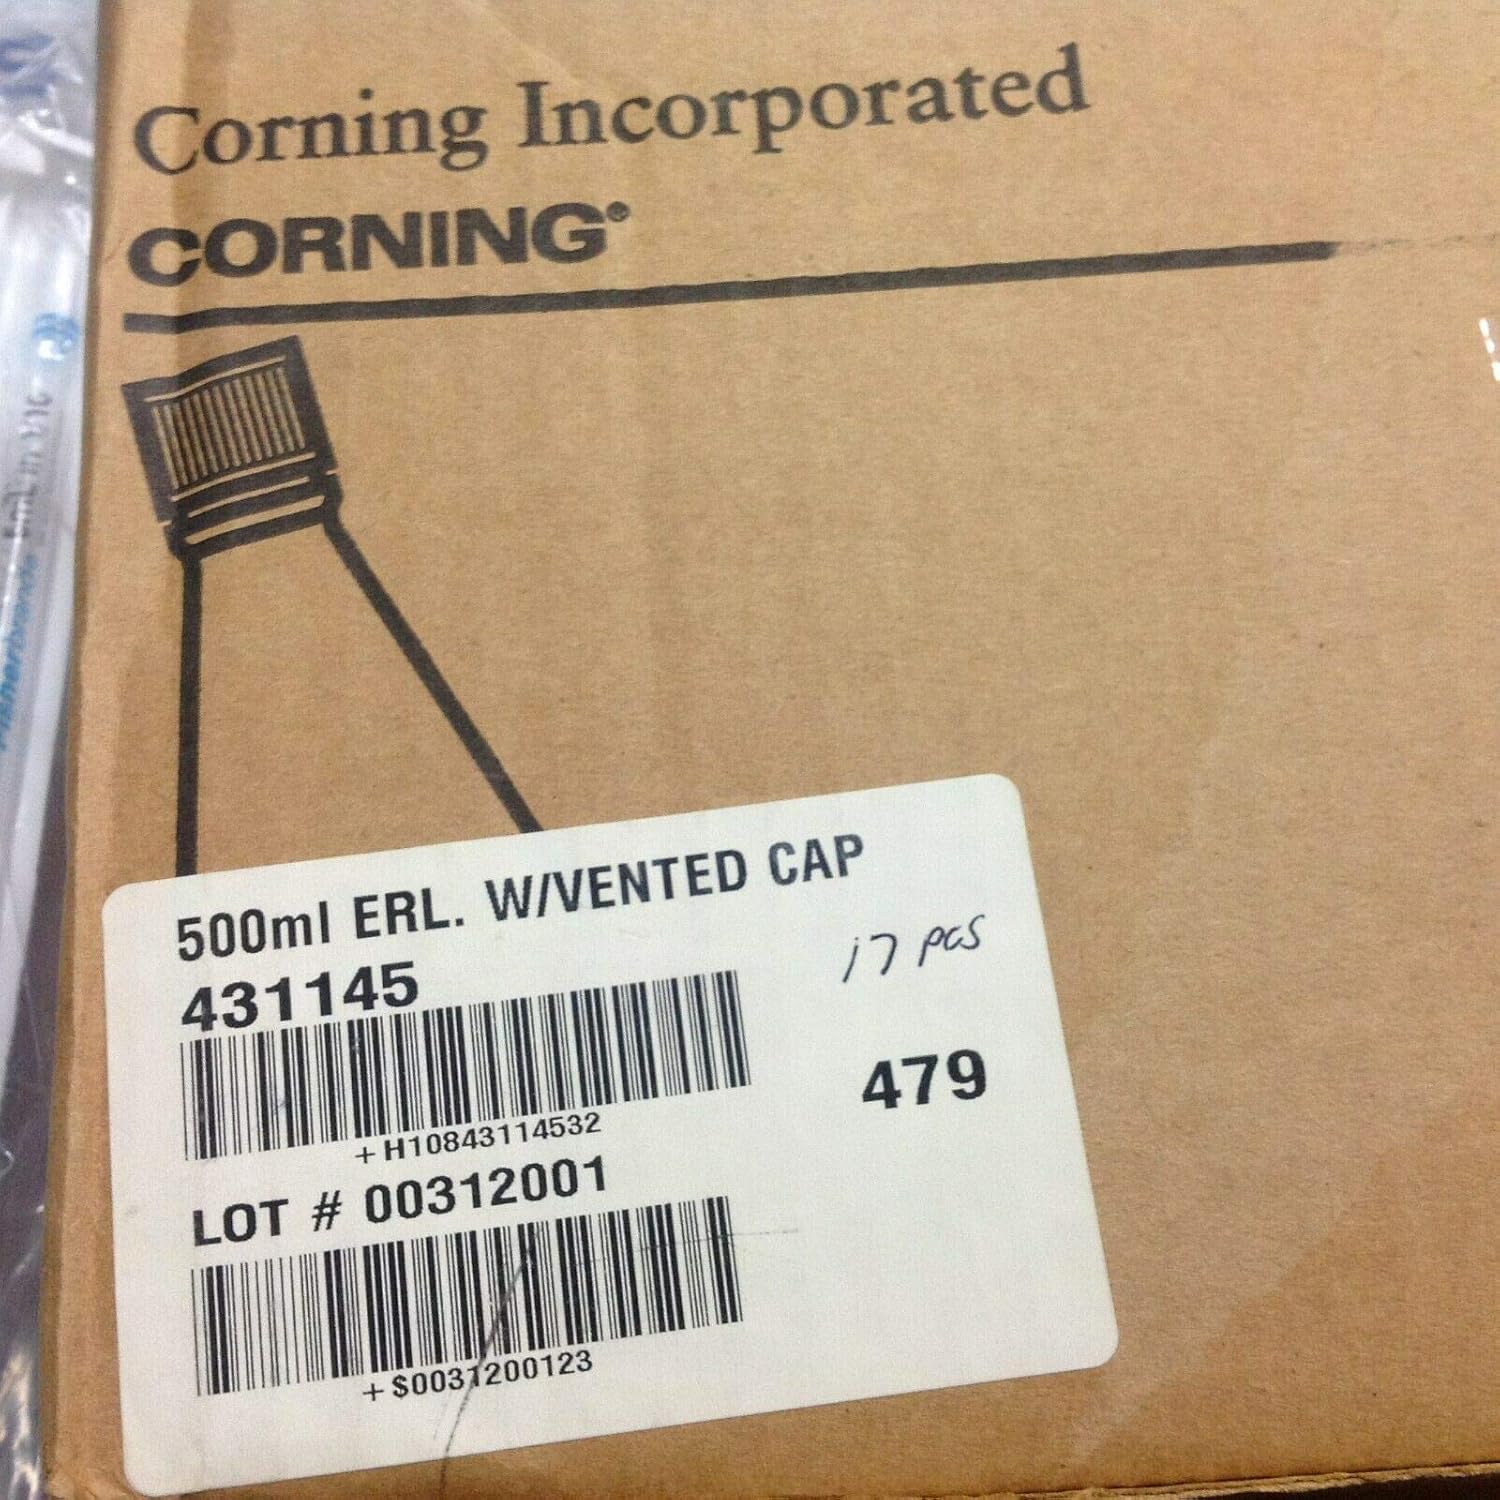 Corning Incorporated
CORNING®
500ml ERL. W/VENTED CAP
431145
17 pcs
+H10843114532
479
LOT # 00312001
+$0031200123